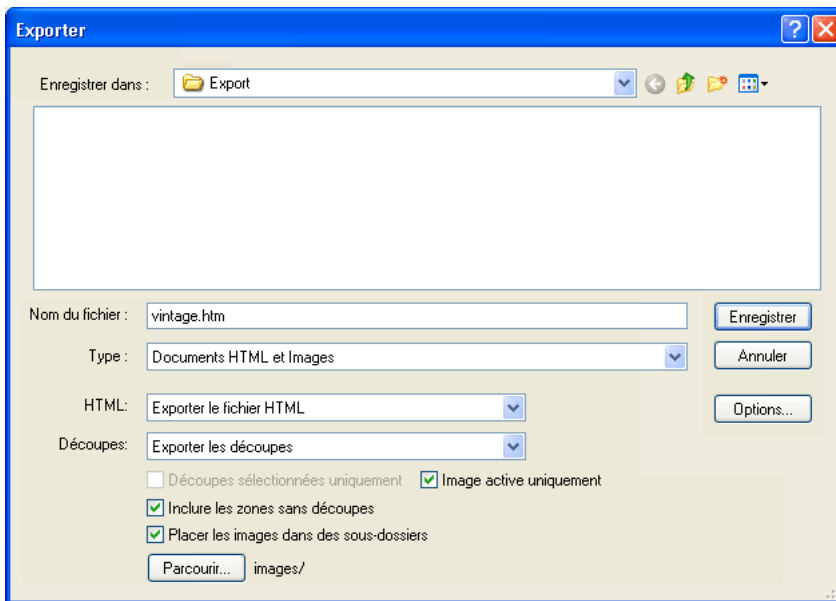 Exporter
Enregistrer dans :
Export
Nom du fichier :
vintage.htm
Enregistrer
Type :
Documents HTML et Images
Annuler
HTML:
Exporter le fichier HTML
Options...
Découpes:
Exporter les découpes
Découpes sélectionnées uniquement
Image active uniquement
Inclure les zones sans découpes
Placer les images dans des sous-dossiers
Parcourir...
images/